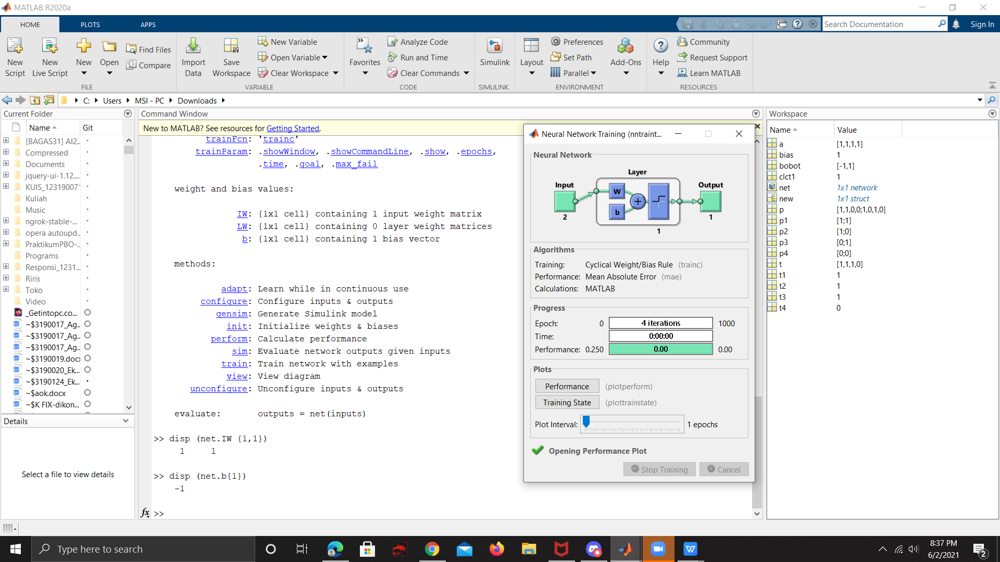 MATLAB R2020a
HOME PLOTS APPS
Search Documentation
Sign In
New Script
New Live Script
New
Open
Find Files
Compare
FILE
Import Data
Save Workspace
New Variable
Open Variable
Clear Workspace
VARIABLE
Favorites
Analyze Code
Run and Time
Clear Commands
CODE
Simulink
SIMULINK
Layout
Preferences
Set Path
Parallel
Add-Ons
ENVIRONMENT
Help
Community
Request Support
Learn MATLAB
RESOURCES
C: Users MSI - PC Downloads
Current Folder
Name Git
[BAGAS31] AI2...
Compressed
Documents
jquery-ui-1.12....
KUIS_123190071
Kuliah
Music
ngrok-stable-...
opera autoupd...
PraktikumPBO-...
Programs
Responsi_1231...
Riris
Toko
Video
_Getintopc.co...
~$3190017_Ag...
~$3190017_Ag...
~$3190017_Ag...
~$3190019.docx
~$3190020_Ek...
~$3190124_Ek...
~$aok.docx
~$K FIX-dikon...
Details
Select a file to view details
Command Window
New to MATLAB? See resources for Getting Started.
trainFcn: 'trainc'
trainParam: .showWindow, .showCommandLine, .show, .epochs,
.time, .goal, .max_fail
weight and bias values:
IW: {1x1 cell} containing 1 input weight matrix
LW: {1x1 cell} containing 0 layer weight matrices
b: {1x1 cell} containing 1 bias vector
methods:
adapt: Learn while in continuous use
configure: Configure inputs & outputs
gensim: Generate Simulink model
init: Initialize weights & biases
perform: Calculate performance
sim: Evaluate network outputs given inputs
train: Train network with examples
view: View diagram
unconfigure: Unconfigure inputs & outputs
evaluate: outputs = net(inputs)
>> disp (net.IW {1,1})
1 1
>> disp (net.b{1})
-1
fx >>
Neural Network Training (nntraint...
Neural Network
Layer
Input
Output
W
b
2
1
1
Algorithms
Training: Cyclical Weight/Bias Rule (trainc)
Performance: Mean Absolute Error (mae)
Calculations: MATLAB
Progress
Epoch: 0 4 iterations 1000
Time: 0:00:00
Performance: 0.250 0.00 0.00
Plots
Performance (plotperform)
Training State (plottrainstate)
Plot Interval: 1 epochs
Opening Performance Plot
Stop Training Cancel
Workspace
Name Value
a [1,1,1,1]
bias 1
bobot [-1,1]
clct1 1
net 1x1 network
new 1x1 struct
p [1,1,0,0;1,0,1,0]
p1 [1;1]
p2 [1;0]
p3 [0;1]
p4 [0;0]
t [1,1,1,0]
t1 1
t2 1
t3 1
t4 0
Type here to search
8:37 PM
6/2/2021
2